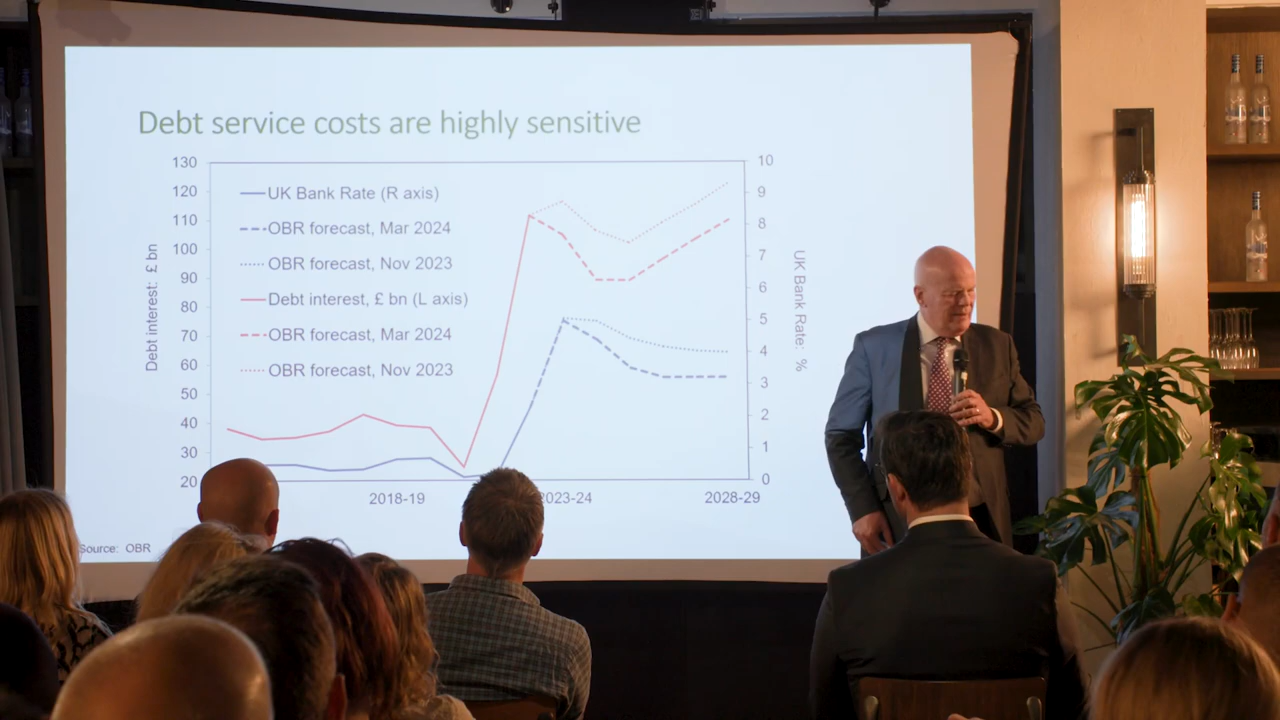 Debt service costs are highly sensitive
130
120
110
100
90
80
70
60
50
40
30
20
Debt interest: £ bn
UK Bank Rate (R axis)
OBR forecast, Mar 2024
OBR forecast, Nov 2023
Debt interest, £ bn (L axis)
OBR forecast, Mar 2024
OBR forecast, Nov 2023
10
9
8
7
6
5
4
3
2
1
0
UK Bank Rate: %
2018-19
2023-24
2028-29
Source: OBR